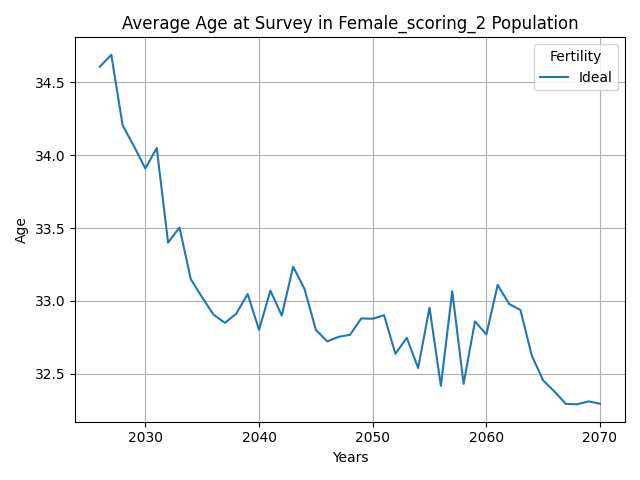 Average Age at Survey in Female_scoring_2 Population
Fertility
Ideal
34.5
34.0
33.5
33.0
32.5
Age
2030 2040 2050 2060 2070
Years